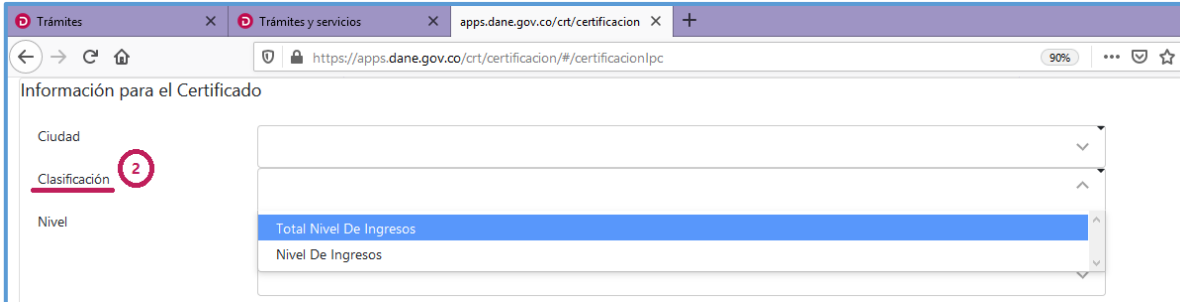 Trámites
Trámites y servicios
apps.dane.gov.co/crt/certificacion
https://apps.dane.gov.co/crt/certificacion/#/certificacionIpc
90%
Información para el Certificado
Ciudad
Clasificación
2
Nivel
Total Nivel De Ingresos
Nivel De Ingresos